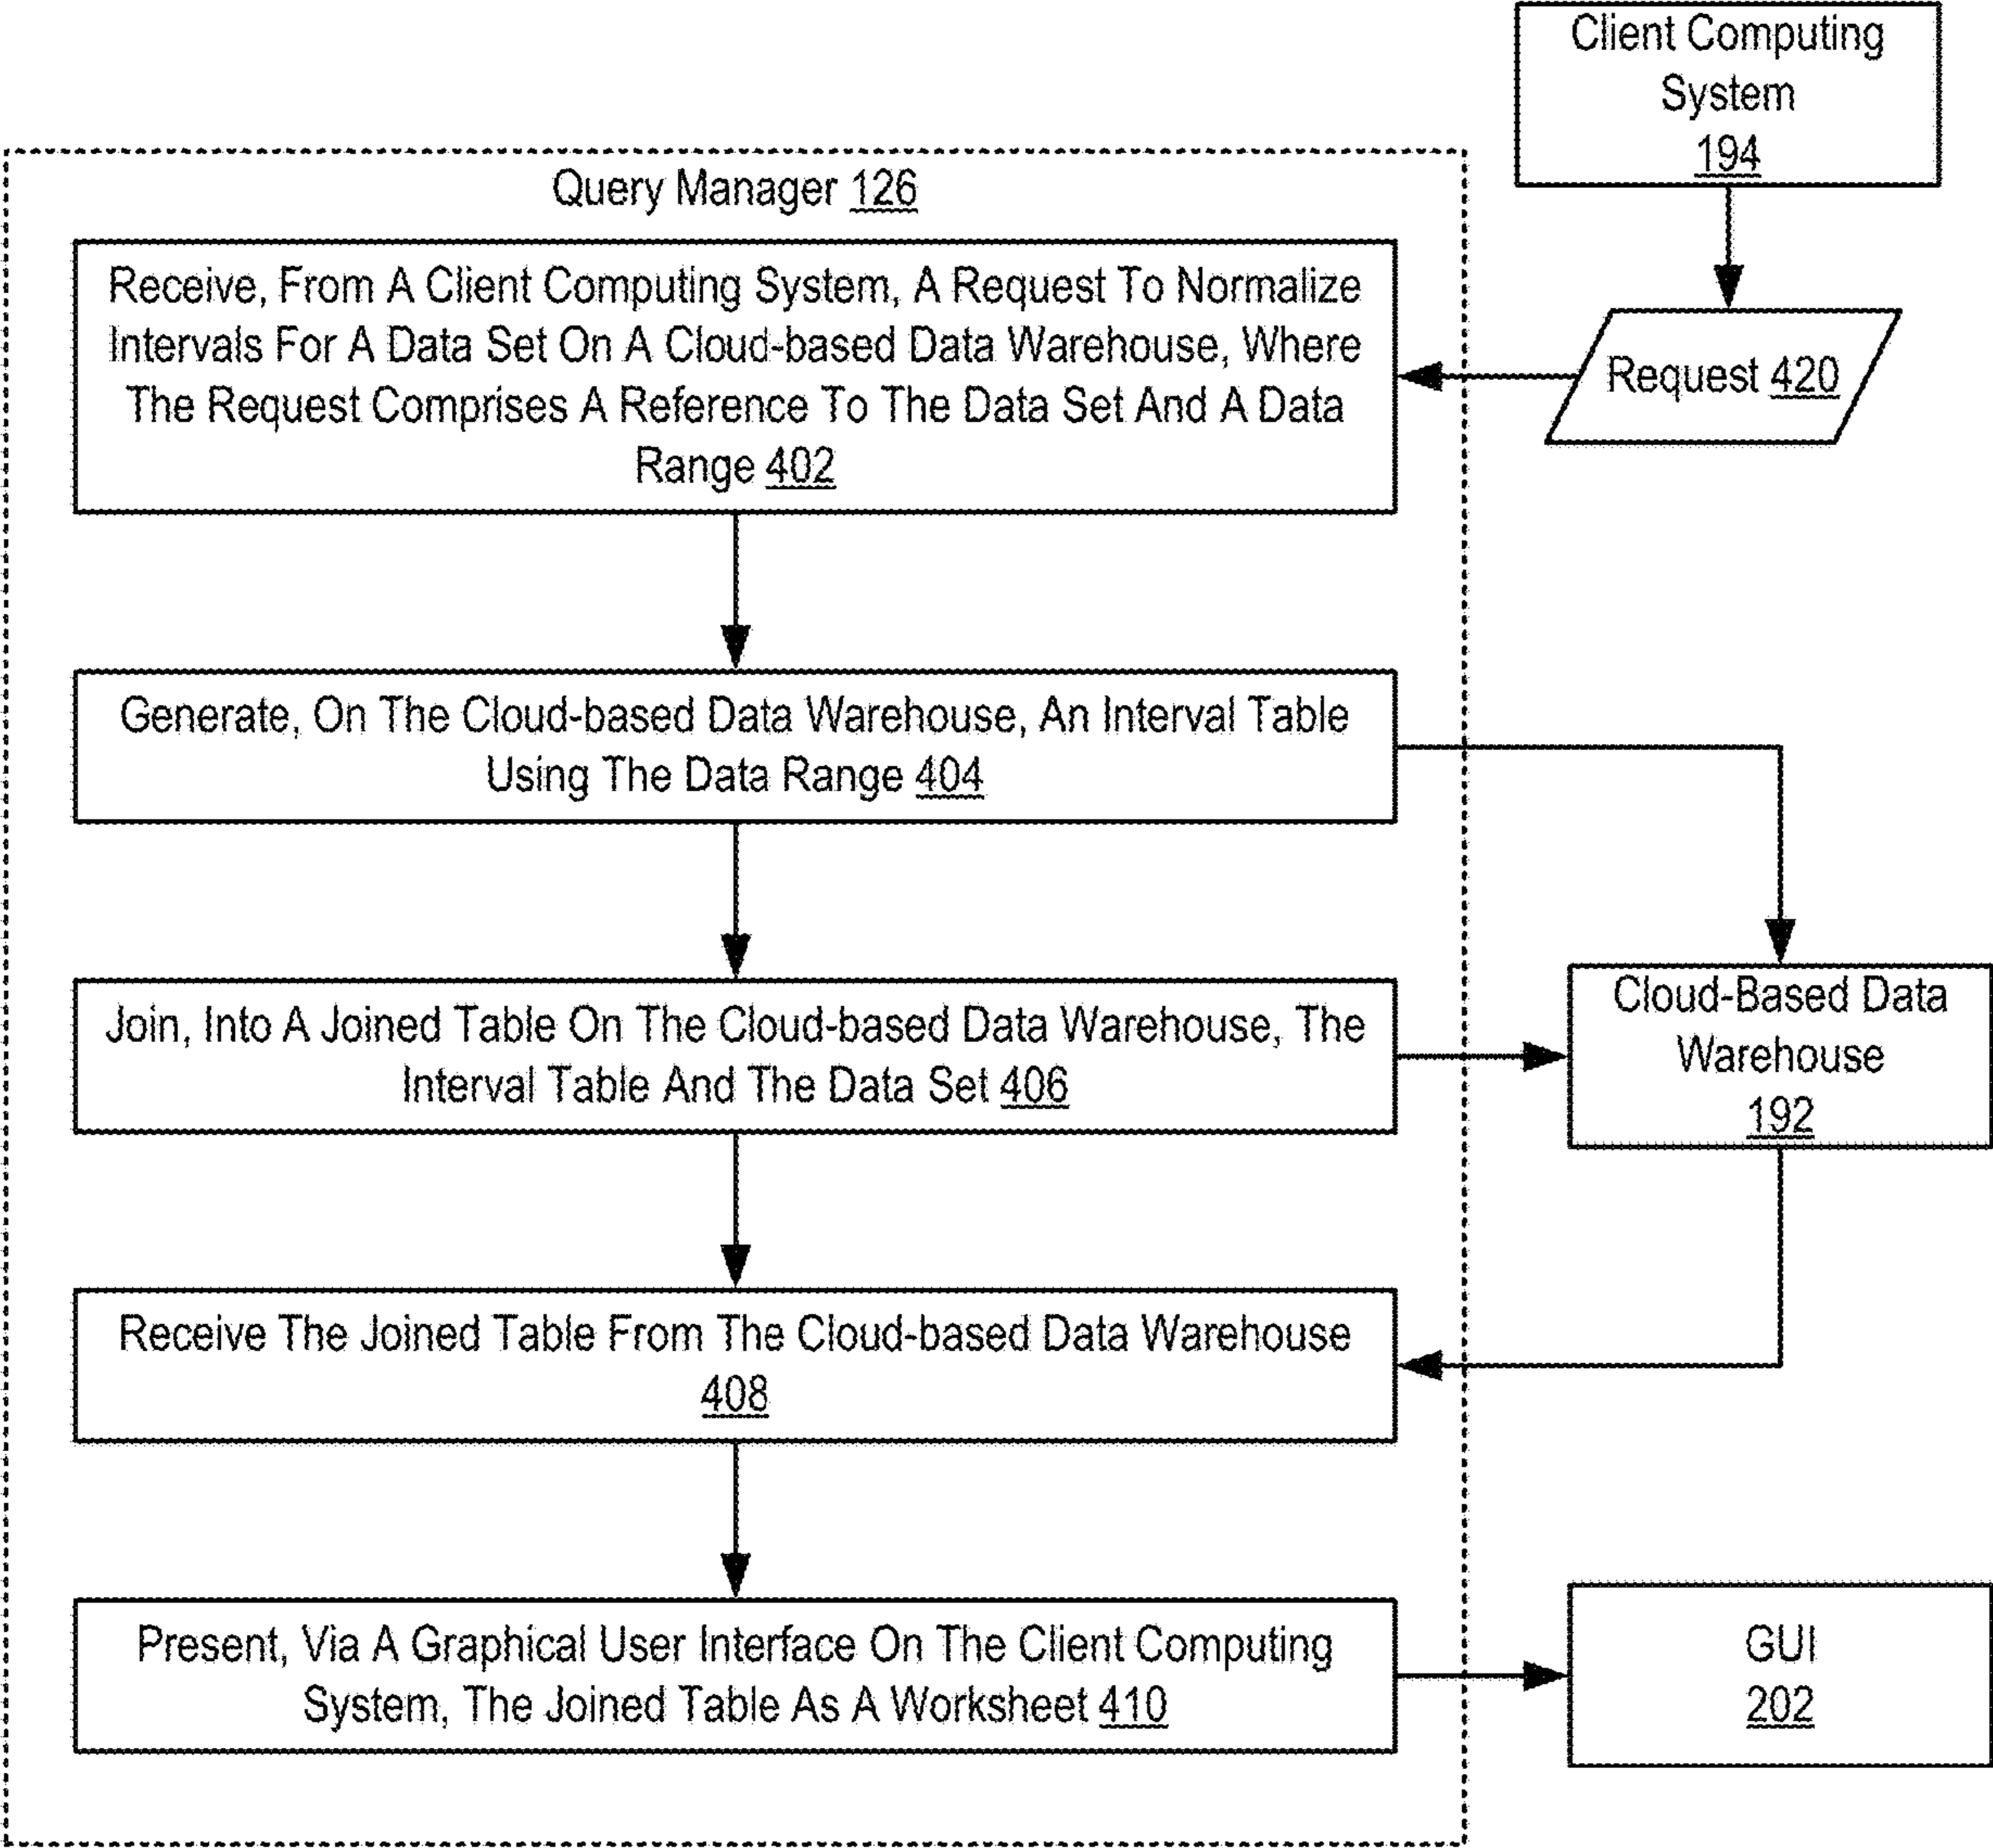 Client Computing
System
194
Query Manager 126
Receive, From A Client Computing System, A Request To Normalize
Intervals For A Data Set On A Cloud-based Data Warehouse, Where
The Request Comprises A Reference To The Data Set And A Data
Range 402
Request 420
Generate, On The Cloud-based Data Warehouse, An Interval Table
Using The Data Range 404
Join, Into A Joined Table On The Cloud-based Data Warehouse, The
Interval Table And The Data Set 406
Cloud-Based Data
Warehouse
192
Receive The Joined Table From The Cloud-based Data Warehouse
408
Present, Via A Graphical User Interface On The Client Computing
System, The Joined Table As A Worksheet 410
GUI
202